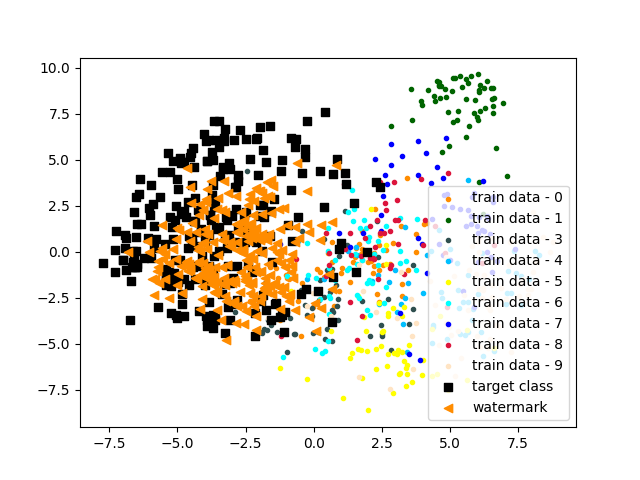 10.0
7.5
5.0
2.5
0.0
−2.5
−5.0
−7.5
−7.5
−5.0
−2.5
0.0
2.5
5.0
7.5
train data - 0
train data - 1
train data - 3
train data - 4
train data - 5
train data - 6
train data - 7
train data - 8
train data - 9
target class
watermark